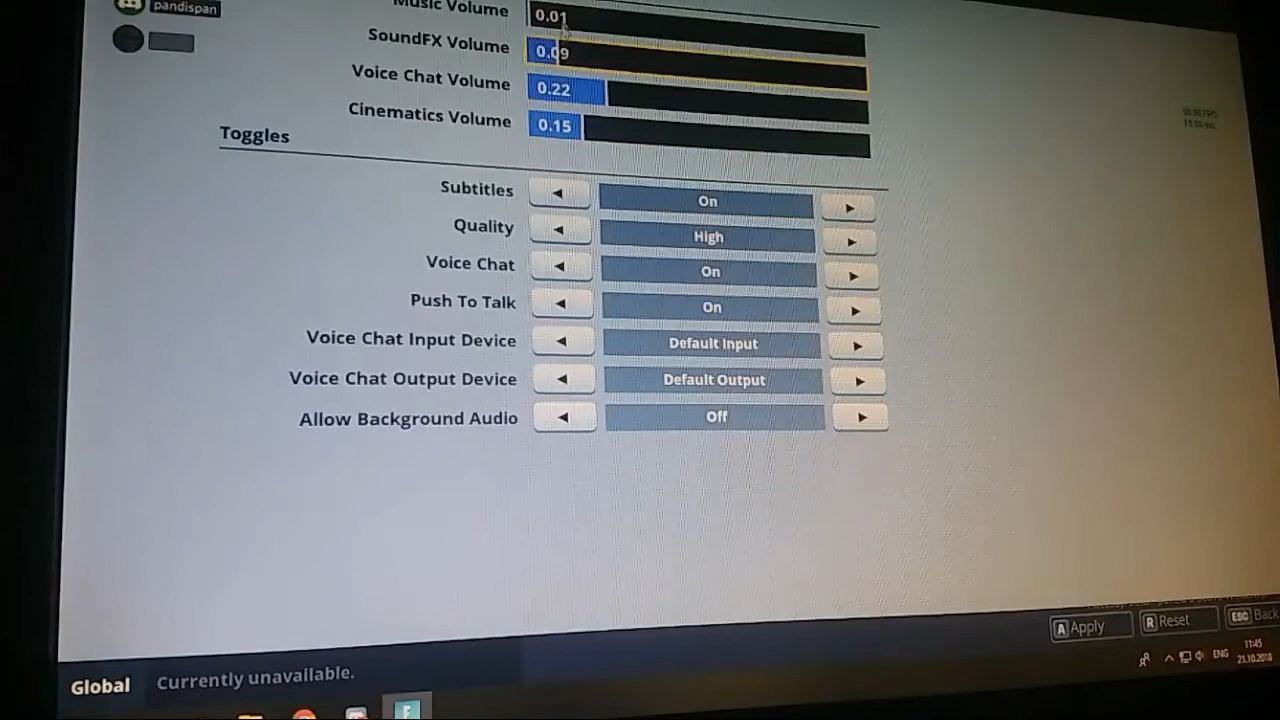 pandispan
Music Volume 0.01
SoundFX Volume 0.09
Voice Chat Volume 0.22
Cinematics Volume 0.15
Toggles
Subtitles On
Quality High
Voice Chat On
Push To Talk On
Voice Chat Input Device Default Input
Voice Chat Output Device Default Output
Allow Background Audio Off
A Apply R Reset ESC Back
Global Currently unavailable.
ENG 11:45
21.10.2018